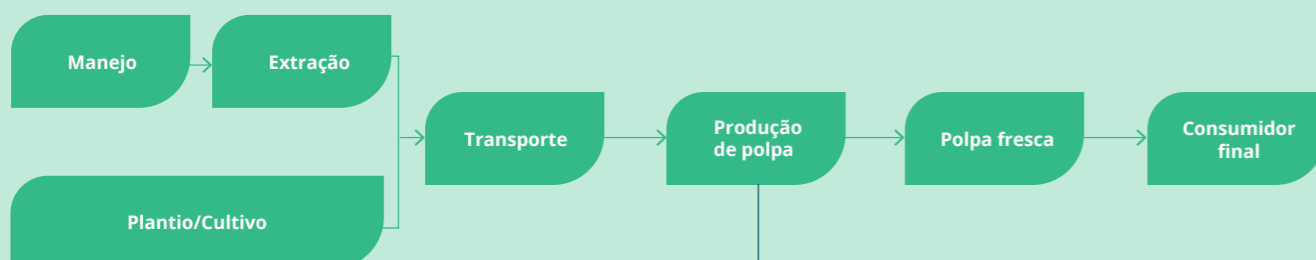 Manejo
Extração
Transporte
Produção
de polpa
Polpa fresca
Consumidor
final
Plantio/Cultivo